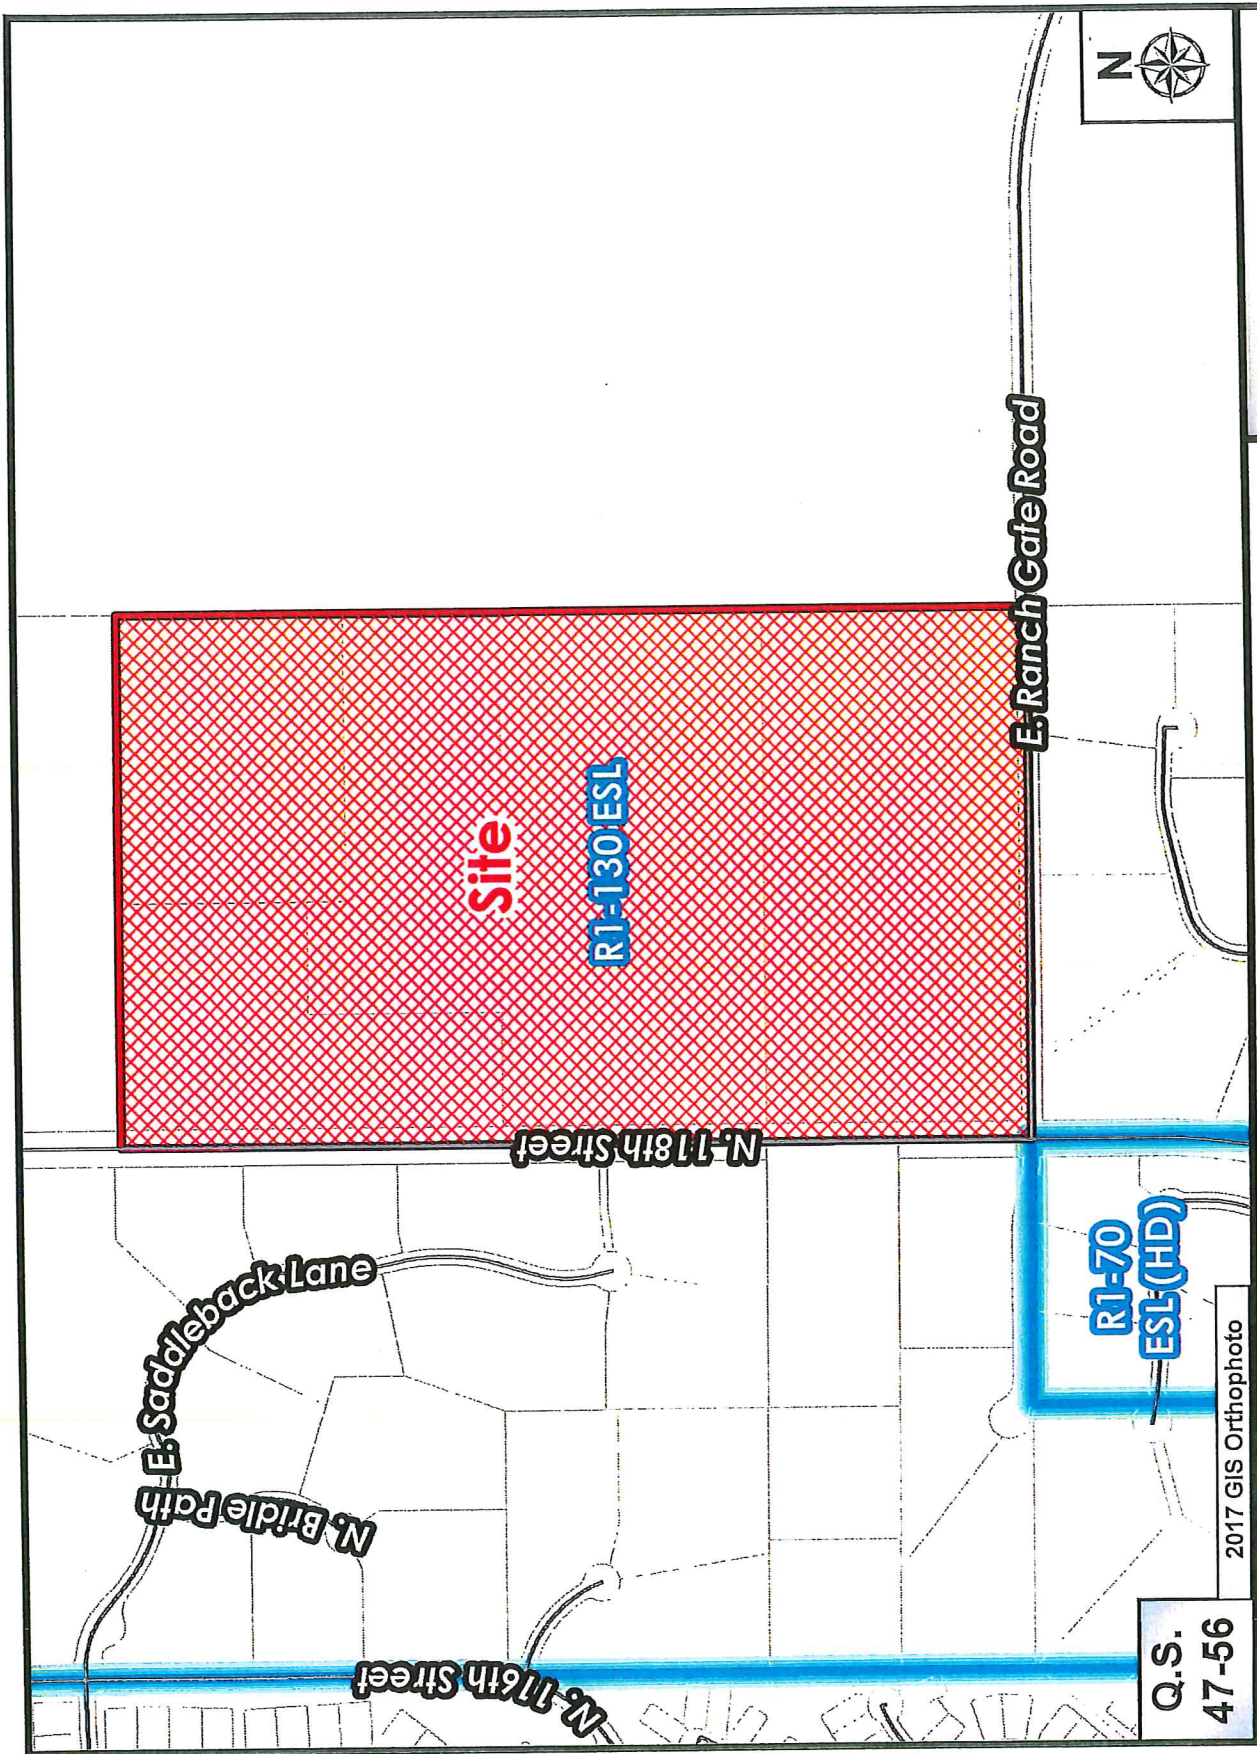 N
E. Saddleback Lane
N. Bridle Path
N. 116th Street
N. 118th Street
Site
R1-130 ESL
E. Ranch Gate Road
R1-70
ESL (HD)
Q.S.
47-56
2017 GIS Orthophoto